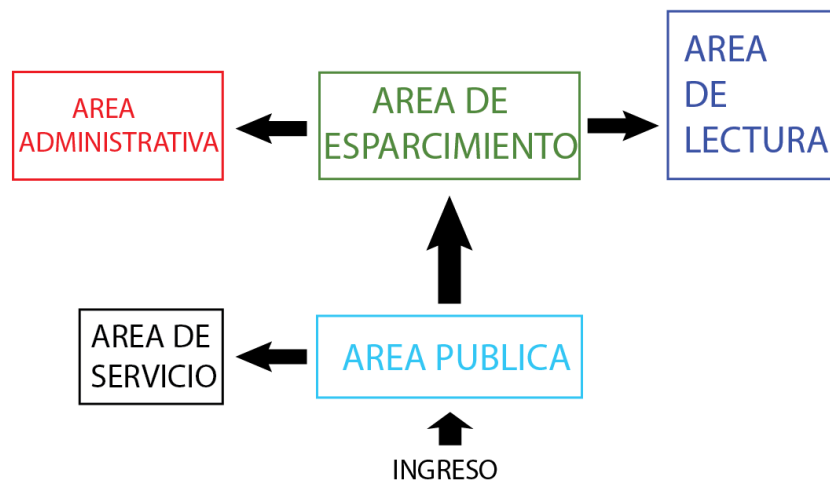 AREA
ADMINISTRATIVA
AREA DE
ESPARCIMIENTO
AREA
DE
LECTURA
AREA DE
SERVICIO
AREA PUBLICA
INGRESO